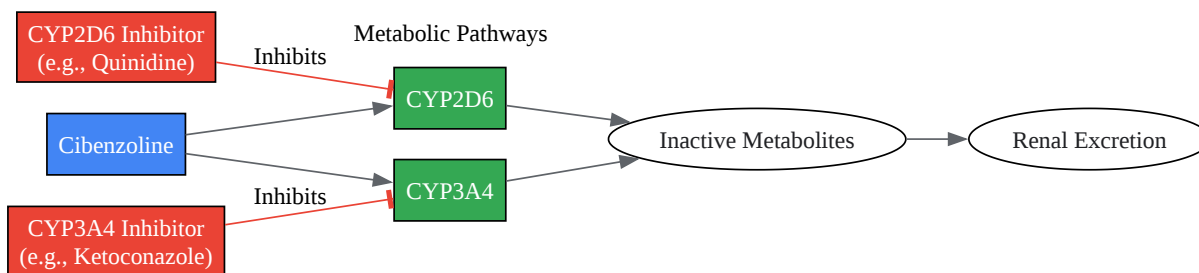 CYP2D6 Inhibitor
(e.g., Quinidine)
Inhibits
Metabolic Pathways
CYP2D6
Cibenzoline
CYP3A4
Inhibits
CYP3A4 Inhibitor
(e.g., Ketoconazole)
Inactive Metabolites
Renal Excretion